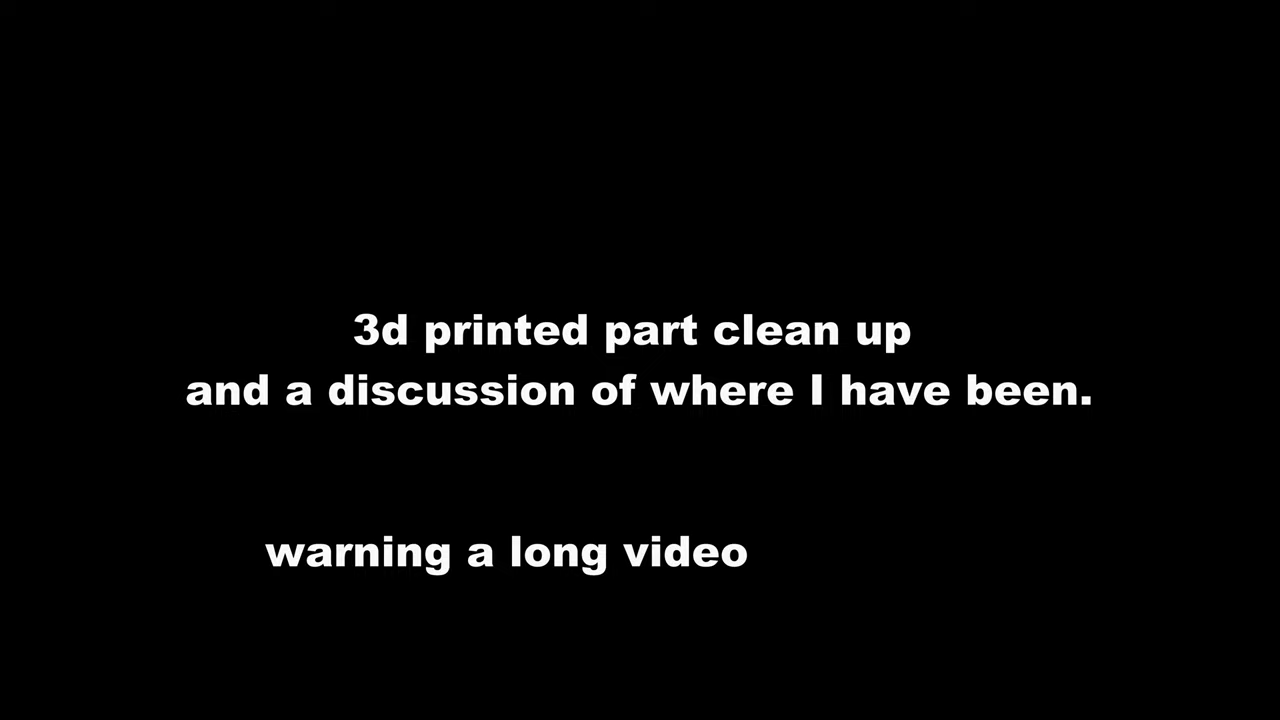 3d printed part clean up
and a discussion of where I have been.
warning a long video